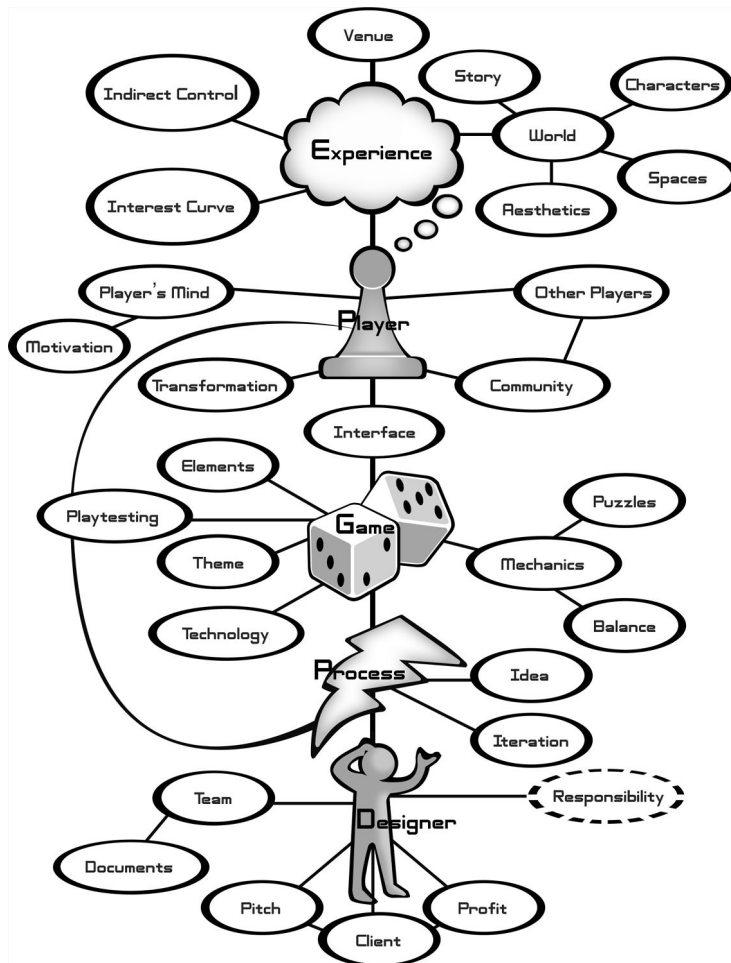 Venue
Story
Characters
Indirect Control
Experience
World
Spaces
Interest Curve
Aesthetics
Player's Mind
Other Players
Player
Motivation
Transformation
Community
Interface
Elements
Puzzles
Playtesting
Game
Theme
Mechanics
Technology
Balance
Process
Idea
Iteration
Team
Responsibility
Designer
Documents
Pitch
Profit
Client